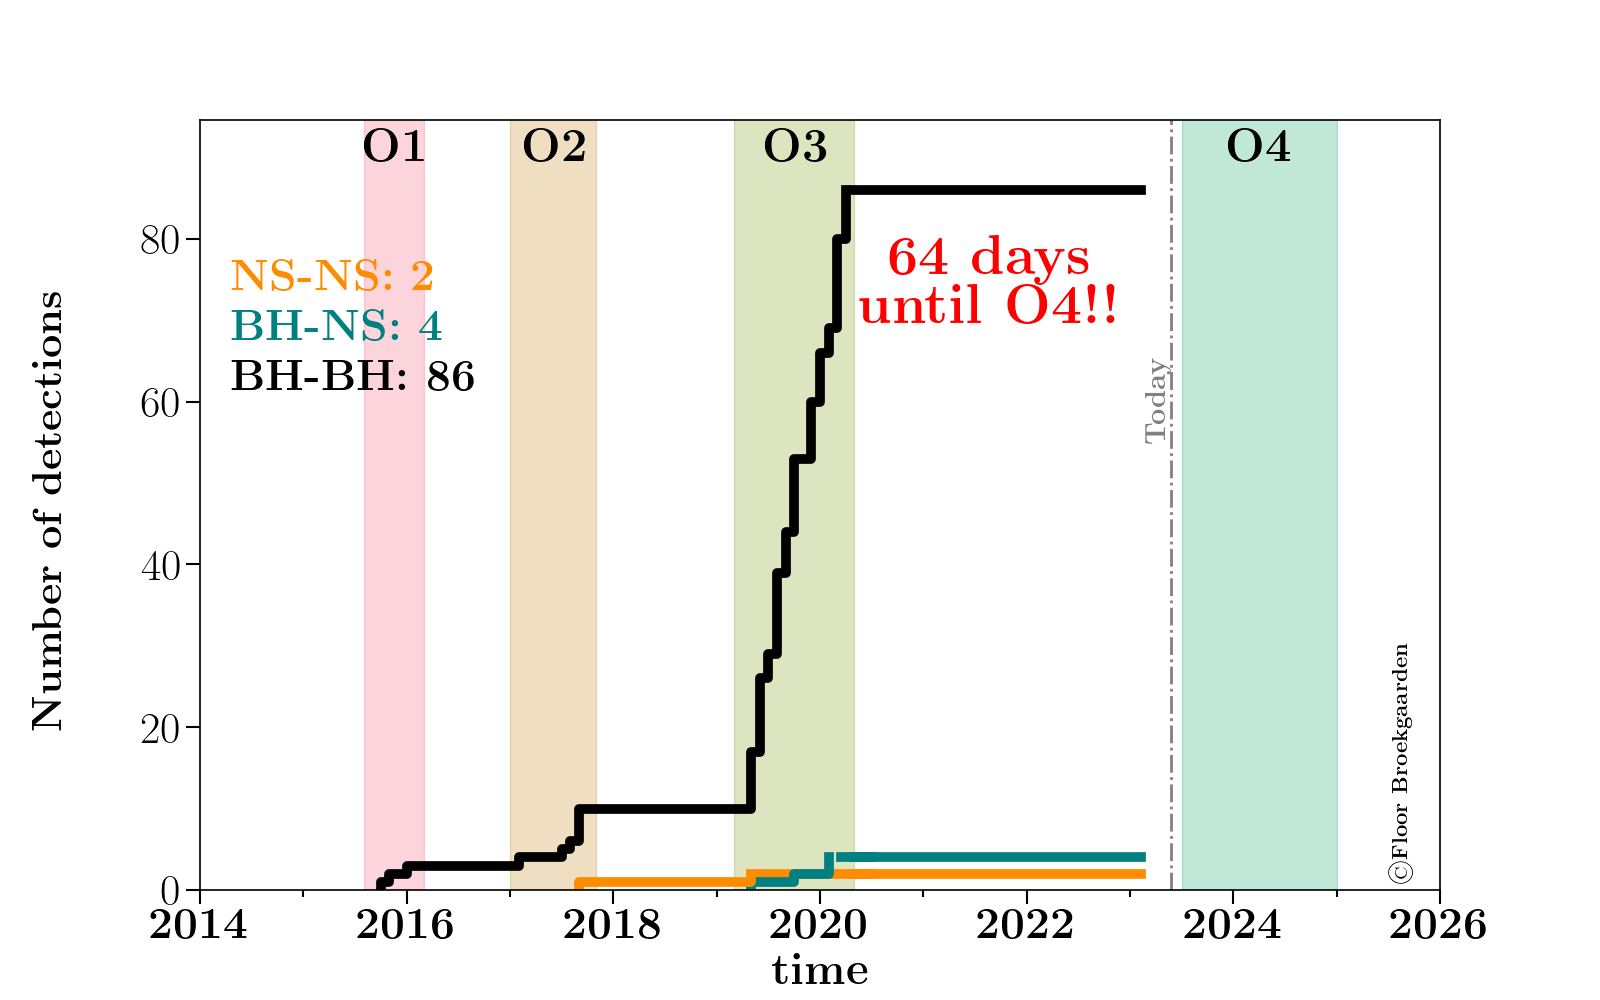 O1
O2
O3
O4
NS-NS: 2
BH-NS: 4
BH-BH: 86
64 days
until O4!!
Today
©Floor Broekgaarden
Number of detections
80
60
40
20
0
2014
2016
2018
2020
2022
2024
2026
time